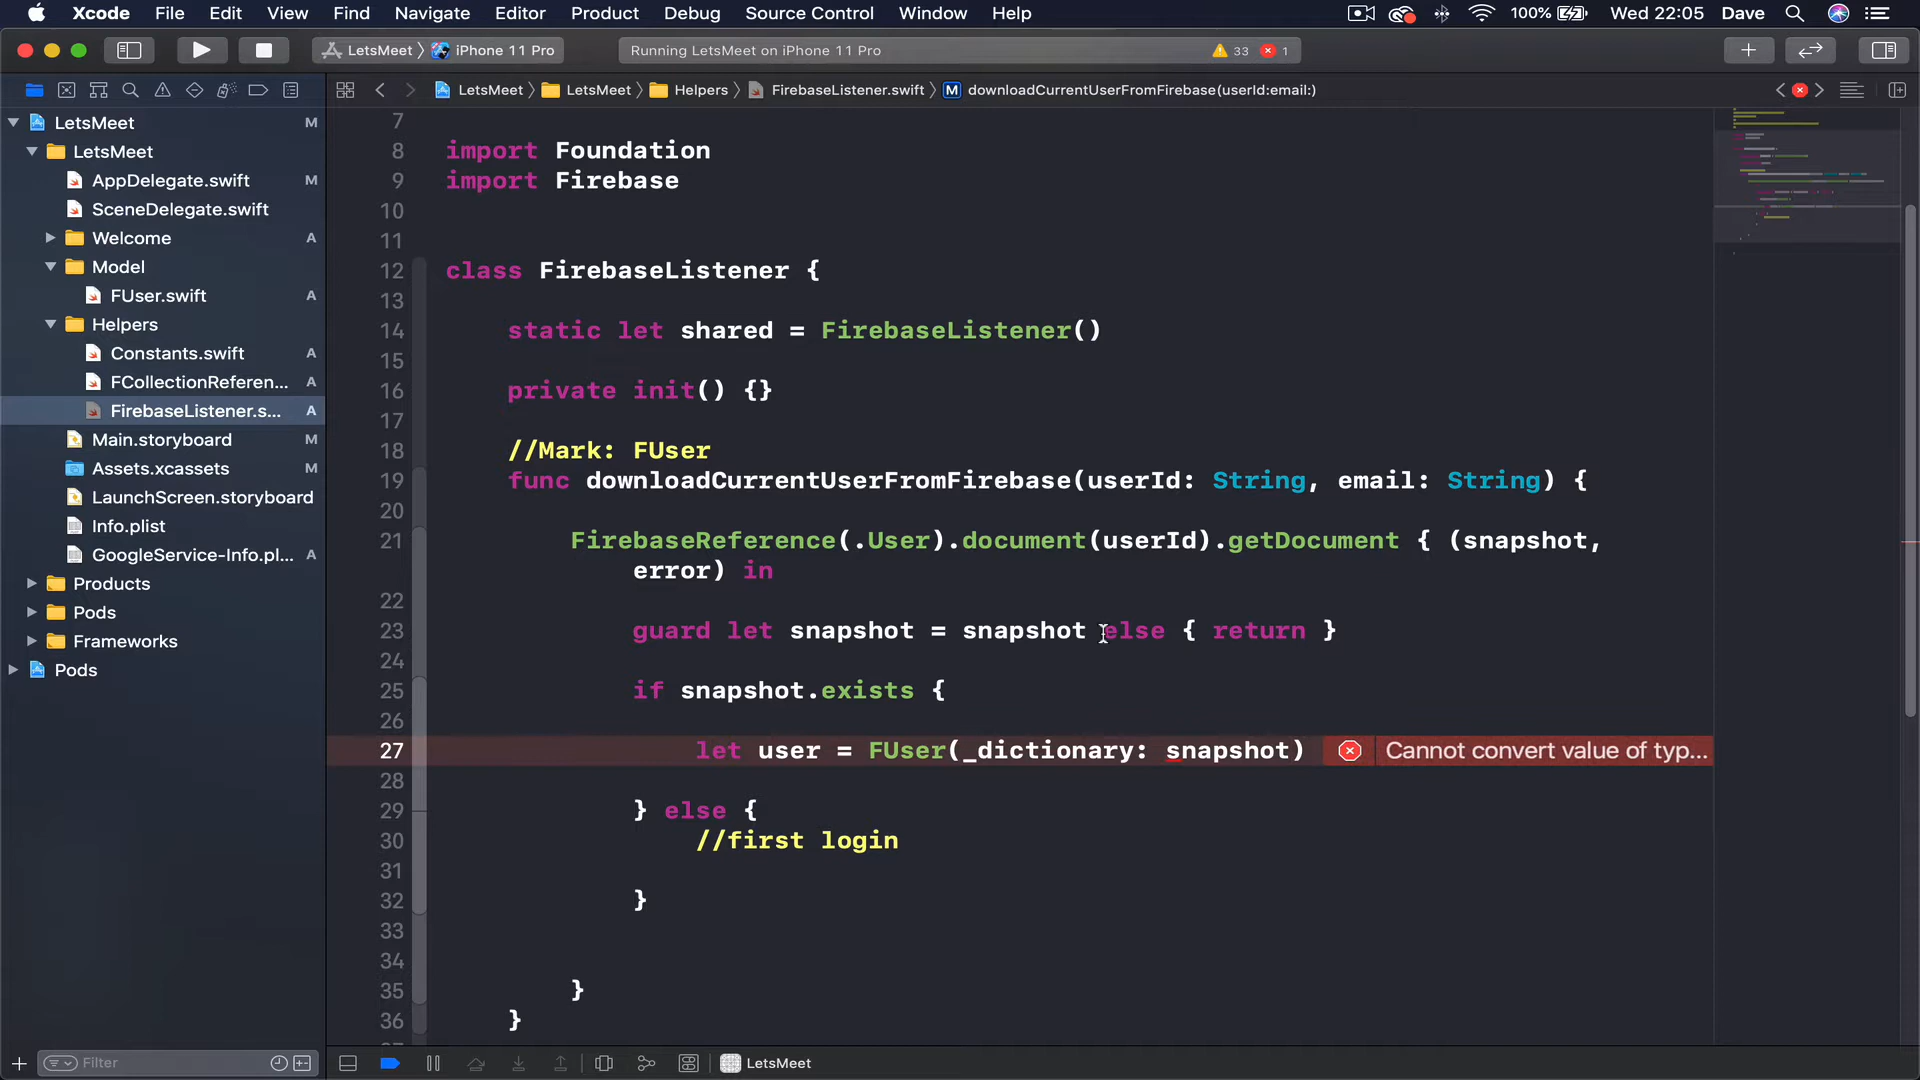 Xcode File Edit View Find Navigate Editor Product Debug Source Control Window Help 100% Wed 22:05 Dave
LetsMeet iPhone 11 Pro Running LetsMeet on iPhone 11 Pro 33 1
LetsMeet LetsMeet Helpers FirebaseListener.swift M downloadCurrentUserFromFirebase(userId:email:)
LetsMeet M
LetsMeet
AppDelegate.swift M
SceneDelegate.swift
Welcome A
Model
FUser.swift A
Helpers
Constants.swift A
FCollectionReferen... A
FirebaseListener.s... A
Main.storyboard M
Assets.xcassets M
LaunchScreen.storyboard
Info.plist
GoogleService-Info.pl... A
Products
Pods
Frameworks
Pods
Filter
7
8 import Foundation
9 import Firebase
10
11
12 class FirebaseListener {
13
14 static let shared = FirebaseListener()
15
16 private init() {}
17
18 //Mark: FUser
19 func downloadCurrentUserFromFirebase(userId: String, email: String) {
20
21 FirebaseReference(.User).document(userId).getDocument { (snapshot,
error) in
22
23 guard let snapshot = snapshot else { return }
24
25 if snapshot.exists {
26
27 let user = FUser(_dictionary: snapshot) Cannot convert value of typ...
28
29 } else {
30 //first login
31
32 }
33
34
35 }
36 }
LetsMeet